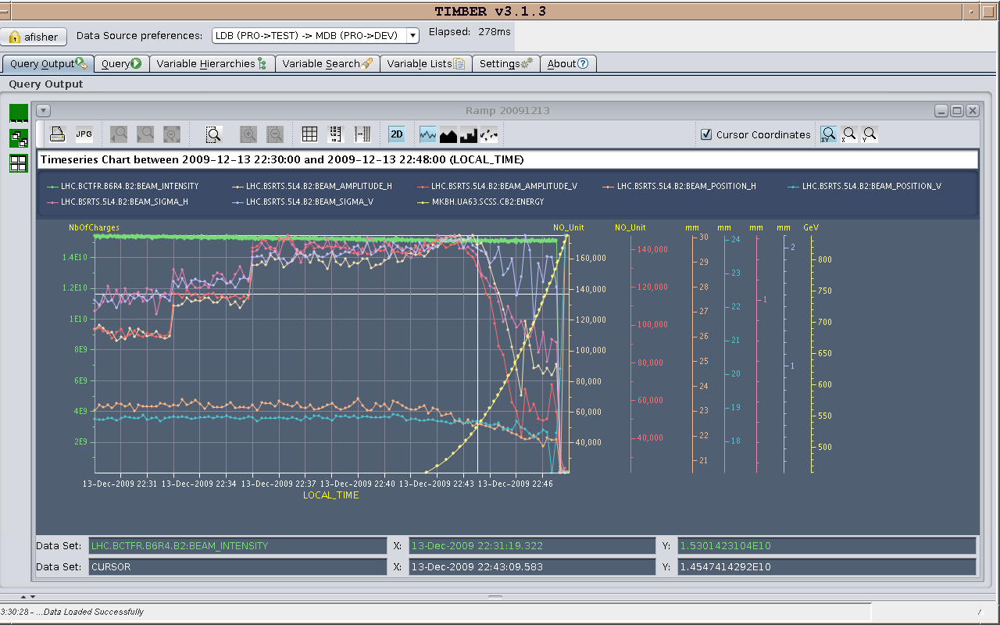 TIMBER v3.1.3
afisher Data Source preferences: LDB (PRO->TEST) -> MDB (PRO->DEV) Elapsed: 278ms
Query Output Query Variable Hierarchies Variable Search Variable Lists Settings About
Query Output
Ramp 20091213
JPG 2D Cursor Coordinates XY X Y
Timeseries Chart between 2009-12-13 22:30:00 and 2009-12-13 22:48:00 (LOCAL_TIME)
LHC.BCTFR.B6R4.B2:BEAM_INTENSITY LHC.BSRTS.5L4.B2:BEAM_AMPLITUDE_H LHC.BSRTS.5L4.B2:BEAM_AMPLITUDE_V LHC.BSRTS.5L4.B2:BEAM_POSITION_H LHC.BSRTS.5L4.B2:BEAM_POSITION_V
LHC.BSRTS.5L4.B2:BEAM_SIGMA_H LHC.BSRTS.5L4.B2:BEAM_SIGMA_V MKBH.UA63.SCSS.CB2:ENERGY
NbOfCharges NO_Unit NO_Unit mm mm mm mm GeV
1.4E10
1.2E10
1E10
8E9
6E9
4E9
2E9
160,000
140,000
120,000
100,000
80,000
60,000
40,000
140,000
120,000
100,000
80,000
60,000
40,000
30
29
28
27
26
25
24
23
22
21
24
23
22
21
20
19
18
1
2
1
800
750
700
650
600
550
500
13-Dec-2009 22:31 13-Dec-2009 22:34 13-Dec-2009 22:37 13-Dec-2009 22:40 13-Dec-2009 22:43 13-Dec-2009 22:46
LOCAL_TIME
Data Set: LHC.BCTFR.B6R4.B2:BEAM_INTENSITY X: 13-Dec-2009 22:31:19.322 Y: 1.5301423104E10
Data Set: CURSOR X: 13-Dec-2009 22:43:09.583 Y: 1.4547414292E10
3:30:28 - ...Data Loaded Successfully